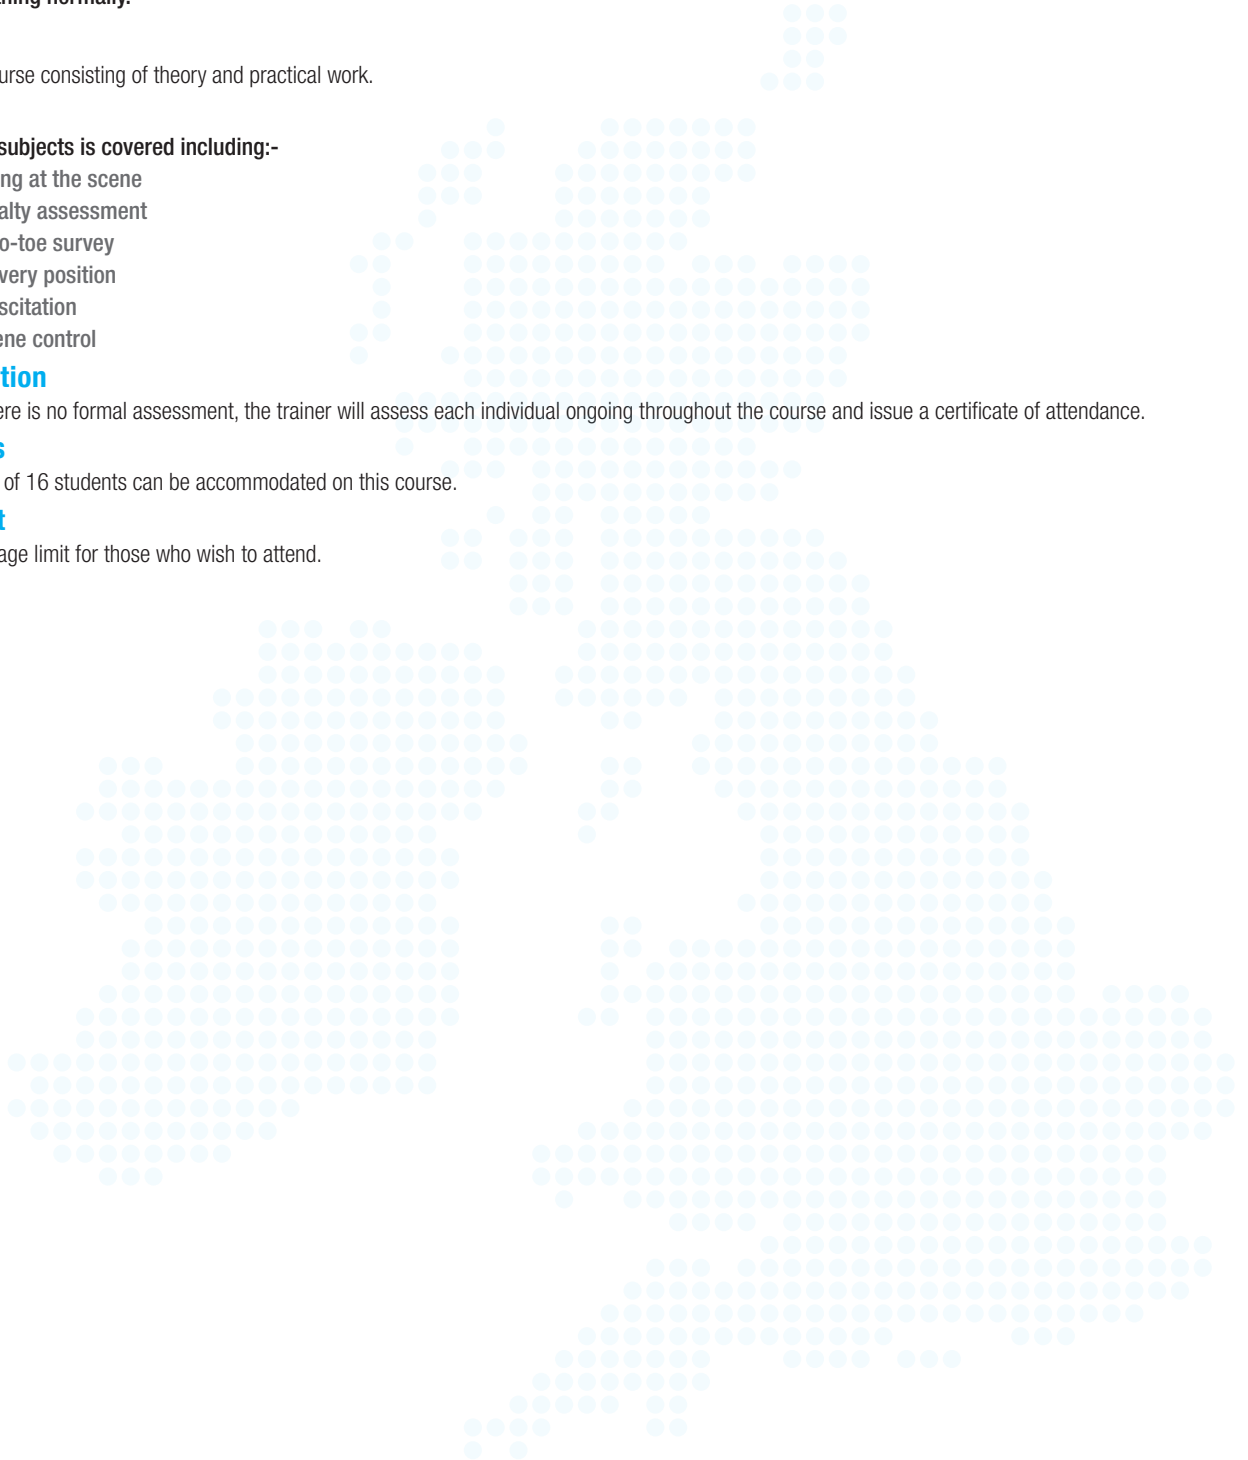 ning normally.
urse consisting of theory and practical work.
subjects is covered including:-
ng at the scene
alty assessment
o-toe survey
very position
scitation
ene control
tion
ere is no formal assessment, the trainer will assess each individual ongoing throughout the course and issue a certificate of attendance.
s
of 16 students can be accommodated on this course.
t
age limit for those who wish to attend.